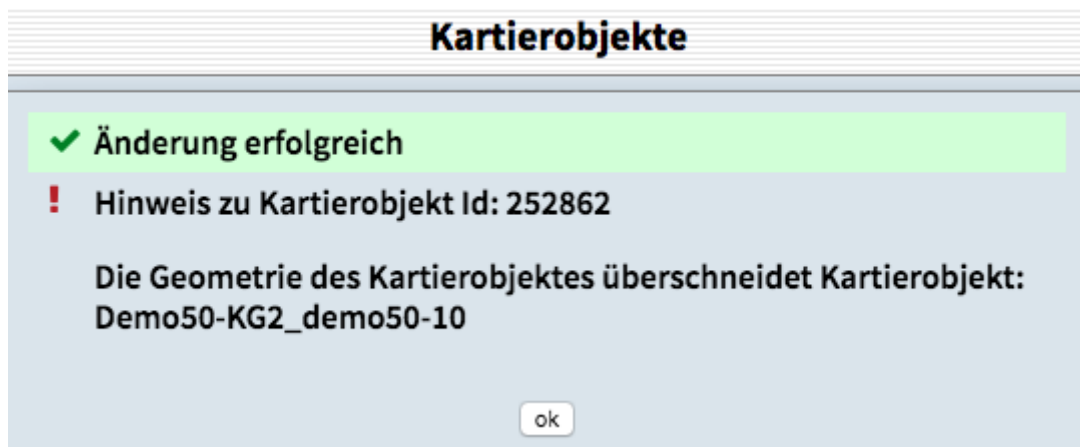 Kartierobjekte
Änderung erfolgreich
Hinweis zu Kartierobjekt Id: 252862
Die Geometrie des Kartierobjektes überschneidet Kartierobjekt:
Demo50-KG2_demo50-10
ok